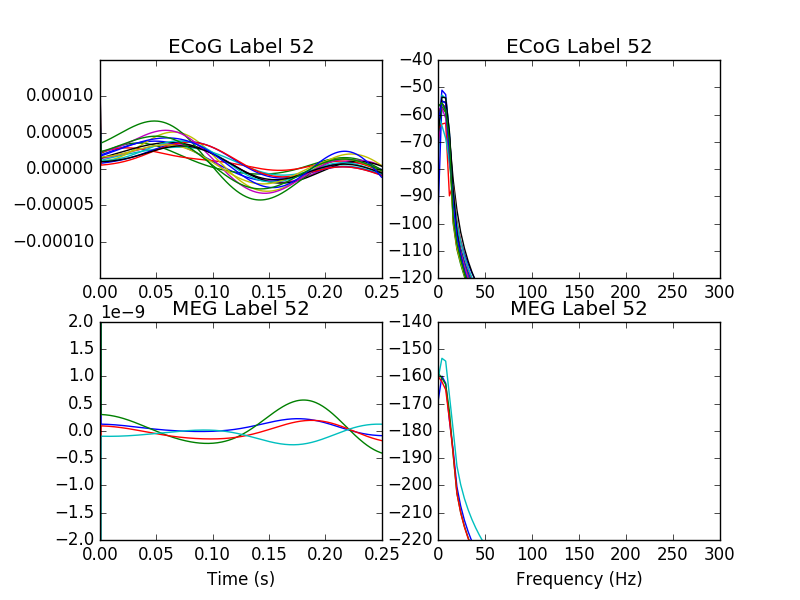 ECoG Label 52
0.00010
0.00005
0.00000
−0.00005
−0.00010
0.00 0.05 0.10 0.15 0.20 0.25
ECoG Label 52
−40
−50
−60
−70
−80
−90
−100
−110
−120
0 50 100 150 200 250 300
MEG Label 52
1e−9
2.0
1.5
1.0
0.5
0.0
−0.5
−1.0
−1.5
−2.0
0.00 0.05 0.10 0.15 0.20 0.25
Time (s)
MEG Label 52
−140
−150
−160
−170
−180
−190
−200
−210
−220
0 50 100 150 200 250 300
Frequency (Hz)